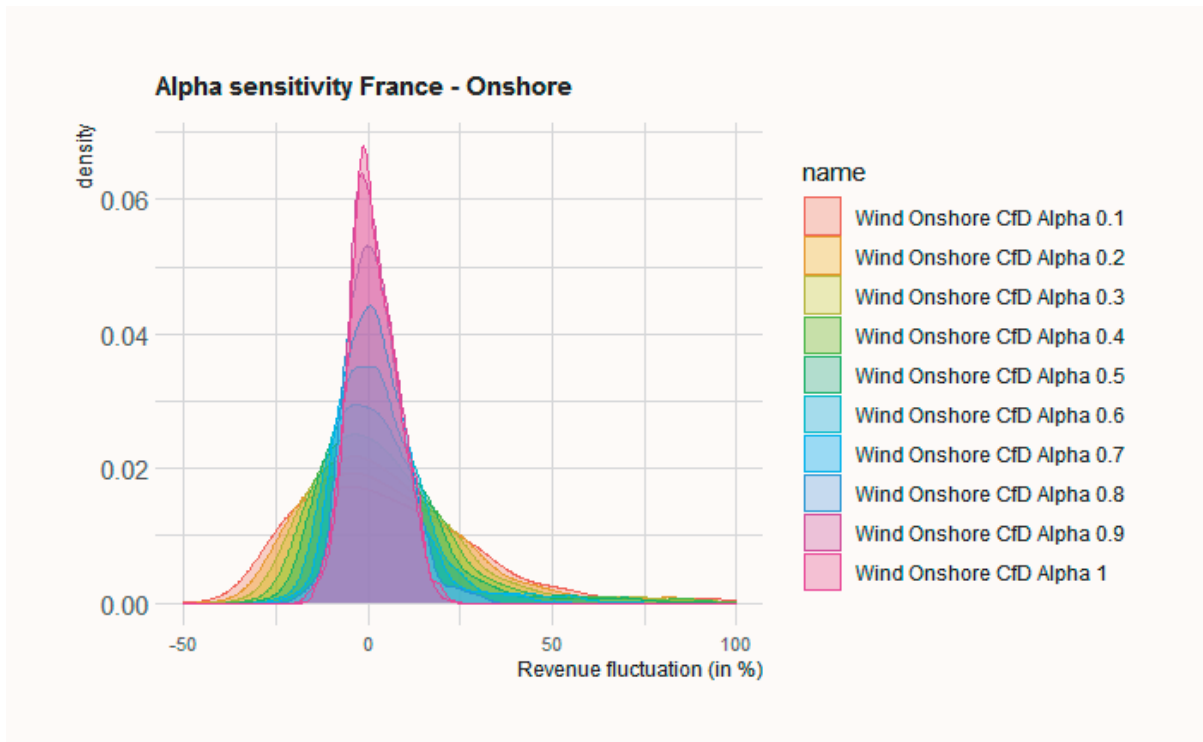 Alpha sensitivity France - Onshore
density
0.06
0.04
0.02
0.00
-50 0 50 100
Revenue fluctuation (in %)
name
Wind Onshore CfD Alpha 0.1
Wind Onshore CfD Alpha 0.2
Wind Onshore CfD Alpha 0.3
Wind Onshore CfD Alpha 0.4
Wind Onshore CfD Alpha 0.5
Wind Onshore CfD Alpha 0.6
Wind Onshore CfD Alpha 0.7
Wind Onshore CfD Alpha 0.8
Wind Onshore CfD Alpha 0.9
Wind Onshore CfD Alpha 1